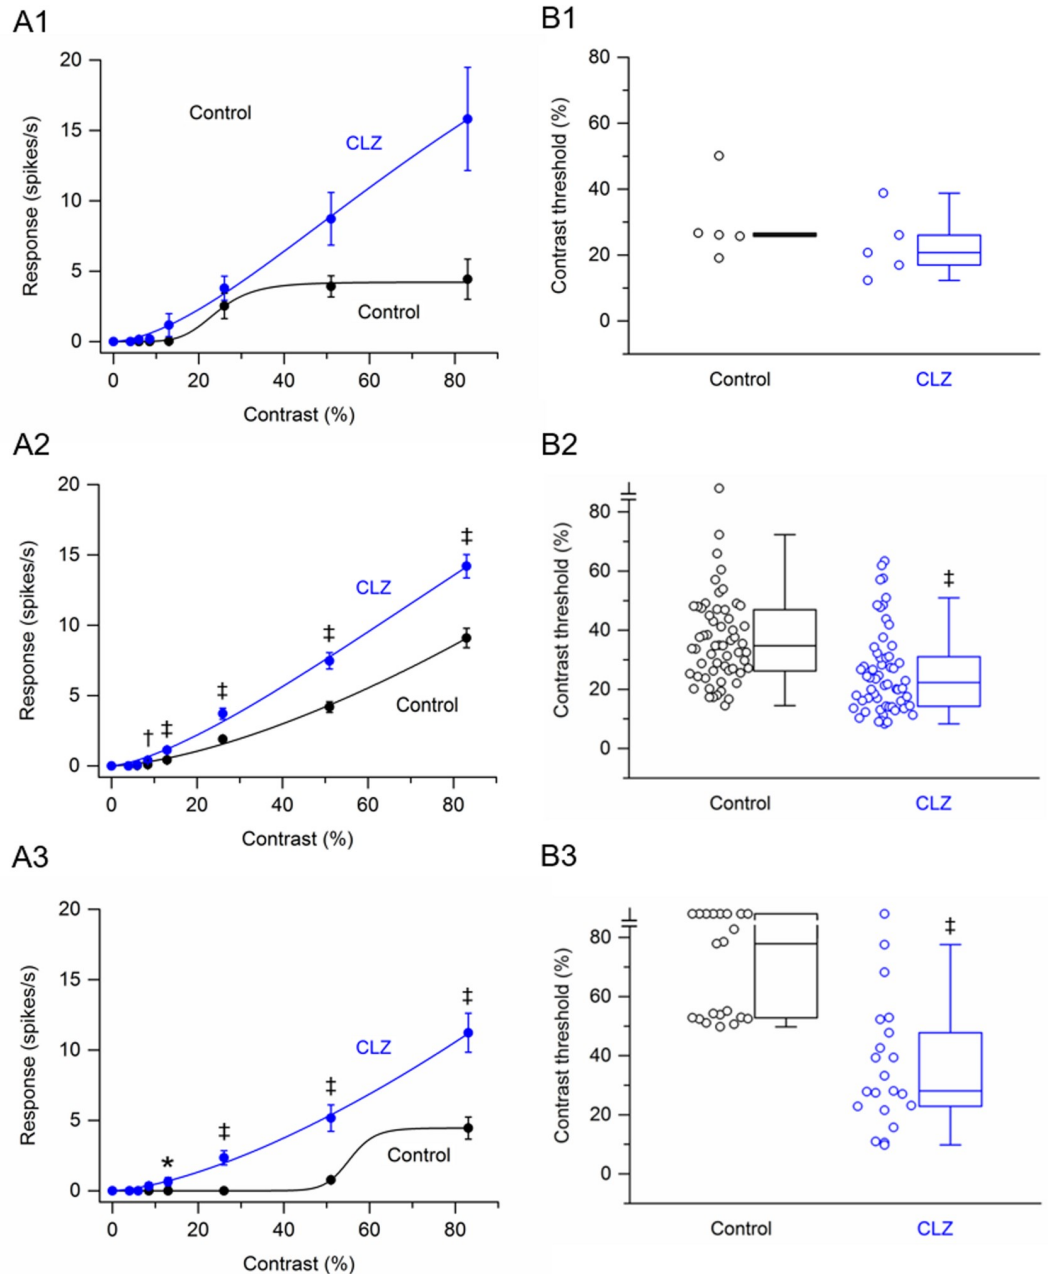 A1
20
15
10
5
0
Response (spikes/s)
Control
CLZ
Control
0 20 40 60 80
Contrast (%)
B1
80
60
40
20
0
Contrast threshold (%)
Control CLZ
A2
20
15
10
5
0
Response (spikes/s)
† ‡ ‡ ‡ ‡
CLZ
Control
0 20 40 60 80
Contrast (%)
B2
80
60
40
20
0
Contrast threshold (%)
‡
Control CLZ
A3
20
15
10
5
0
Response (spikes/s)
* ‡ ‡ ‡
CLZ
Control
0 20 40 60 80
Contrast (%)
B3
80
60
40
20
0
Contrast threshold (%)
‡
Control CLZ